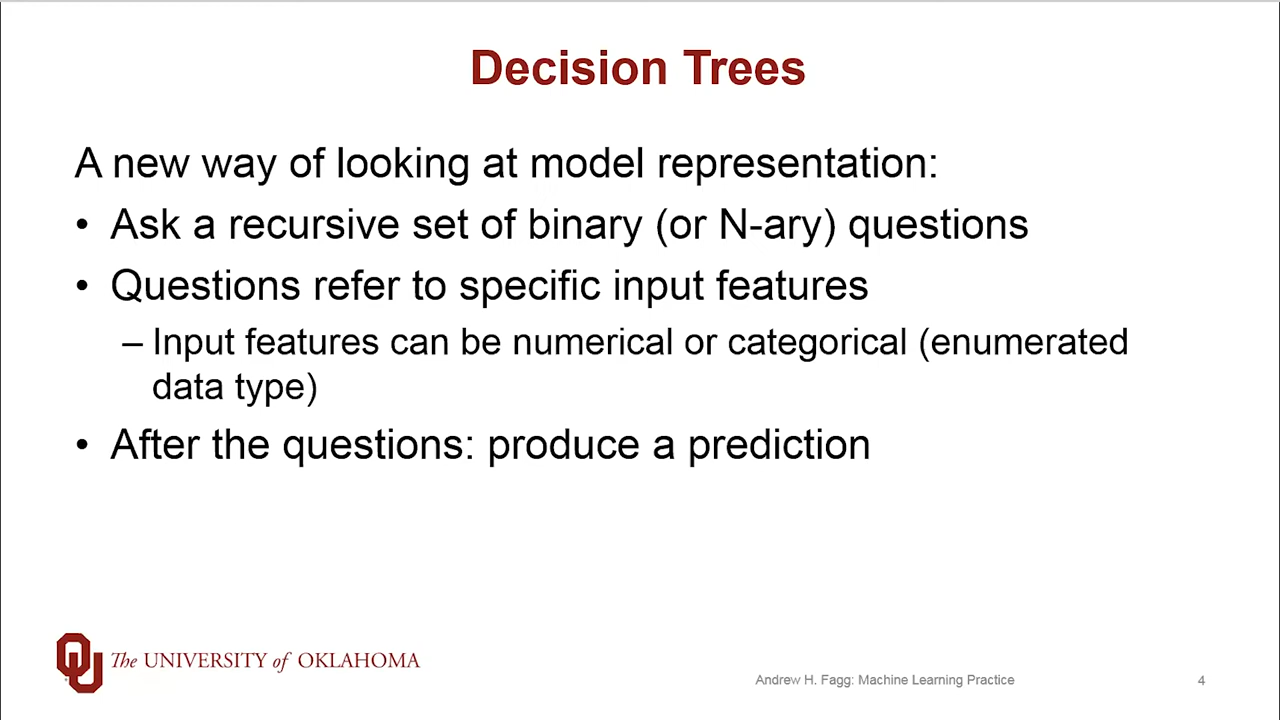 Decision Trees
A new way of looking at model representation:
• Ask a recursive set of binary (or N-ary) questions
• Questions refer to specific input features
– Input features can be numerical or categorical (enumerated
data type)
• After the questions: produce a prediction
The UNIVERSITY of OKLAHOMA
Andrew H. Fagg: Machine Learning Practice
4